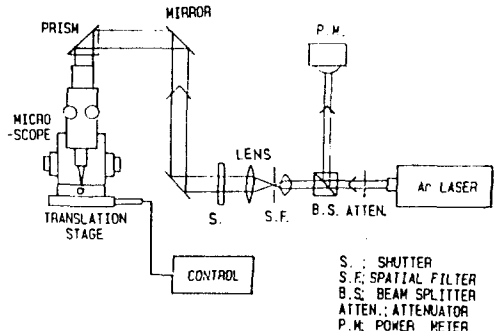 PRISM
MIRROR
P.M.
MICRO
-SCOPE
LENS
Ar LASER
S.
S.F.
B.S.
ATTEN.
TRANSLATION
STAGE
CONTROL
S. ; SHUTTER
S.F.; SPATIAL FILTER
B.S; BEAM SPLITTER
ATTEN.; ATTENUATOR
P.M; POWER METER